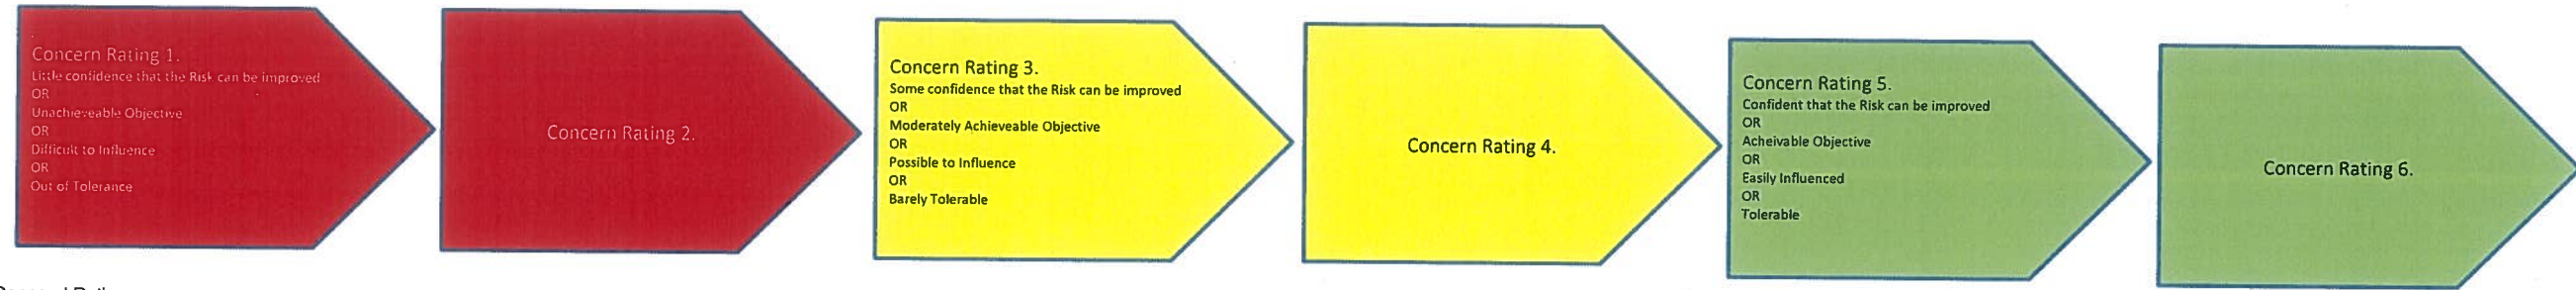 Concern Rating 1.
Little confidence that the Risk can be improved
OR
Unachieveable Objective
OR
Difficult to Influence
OR
Out of Tolerance
Concern Rating 2.
Concern Rating 3.
Some confidence that the Risk can be improved
OR
Moderately Achieveable Objective
OR
Possible to Influence
OR
Barely Tolerable
Concern Rating 4.
Concern Rating 5.
Confident that the Risk can be improved
OR
Acheivable Objective
OR
Easily Influenced
OR
Tolerable
Concern Rating 6.